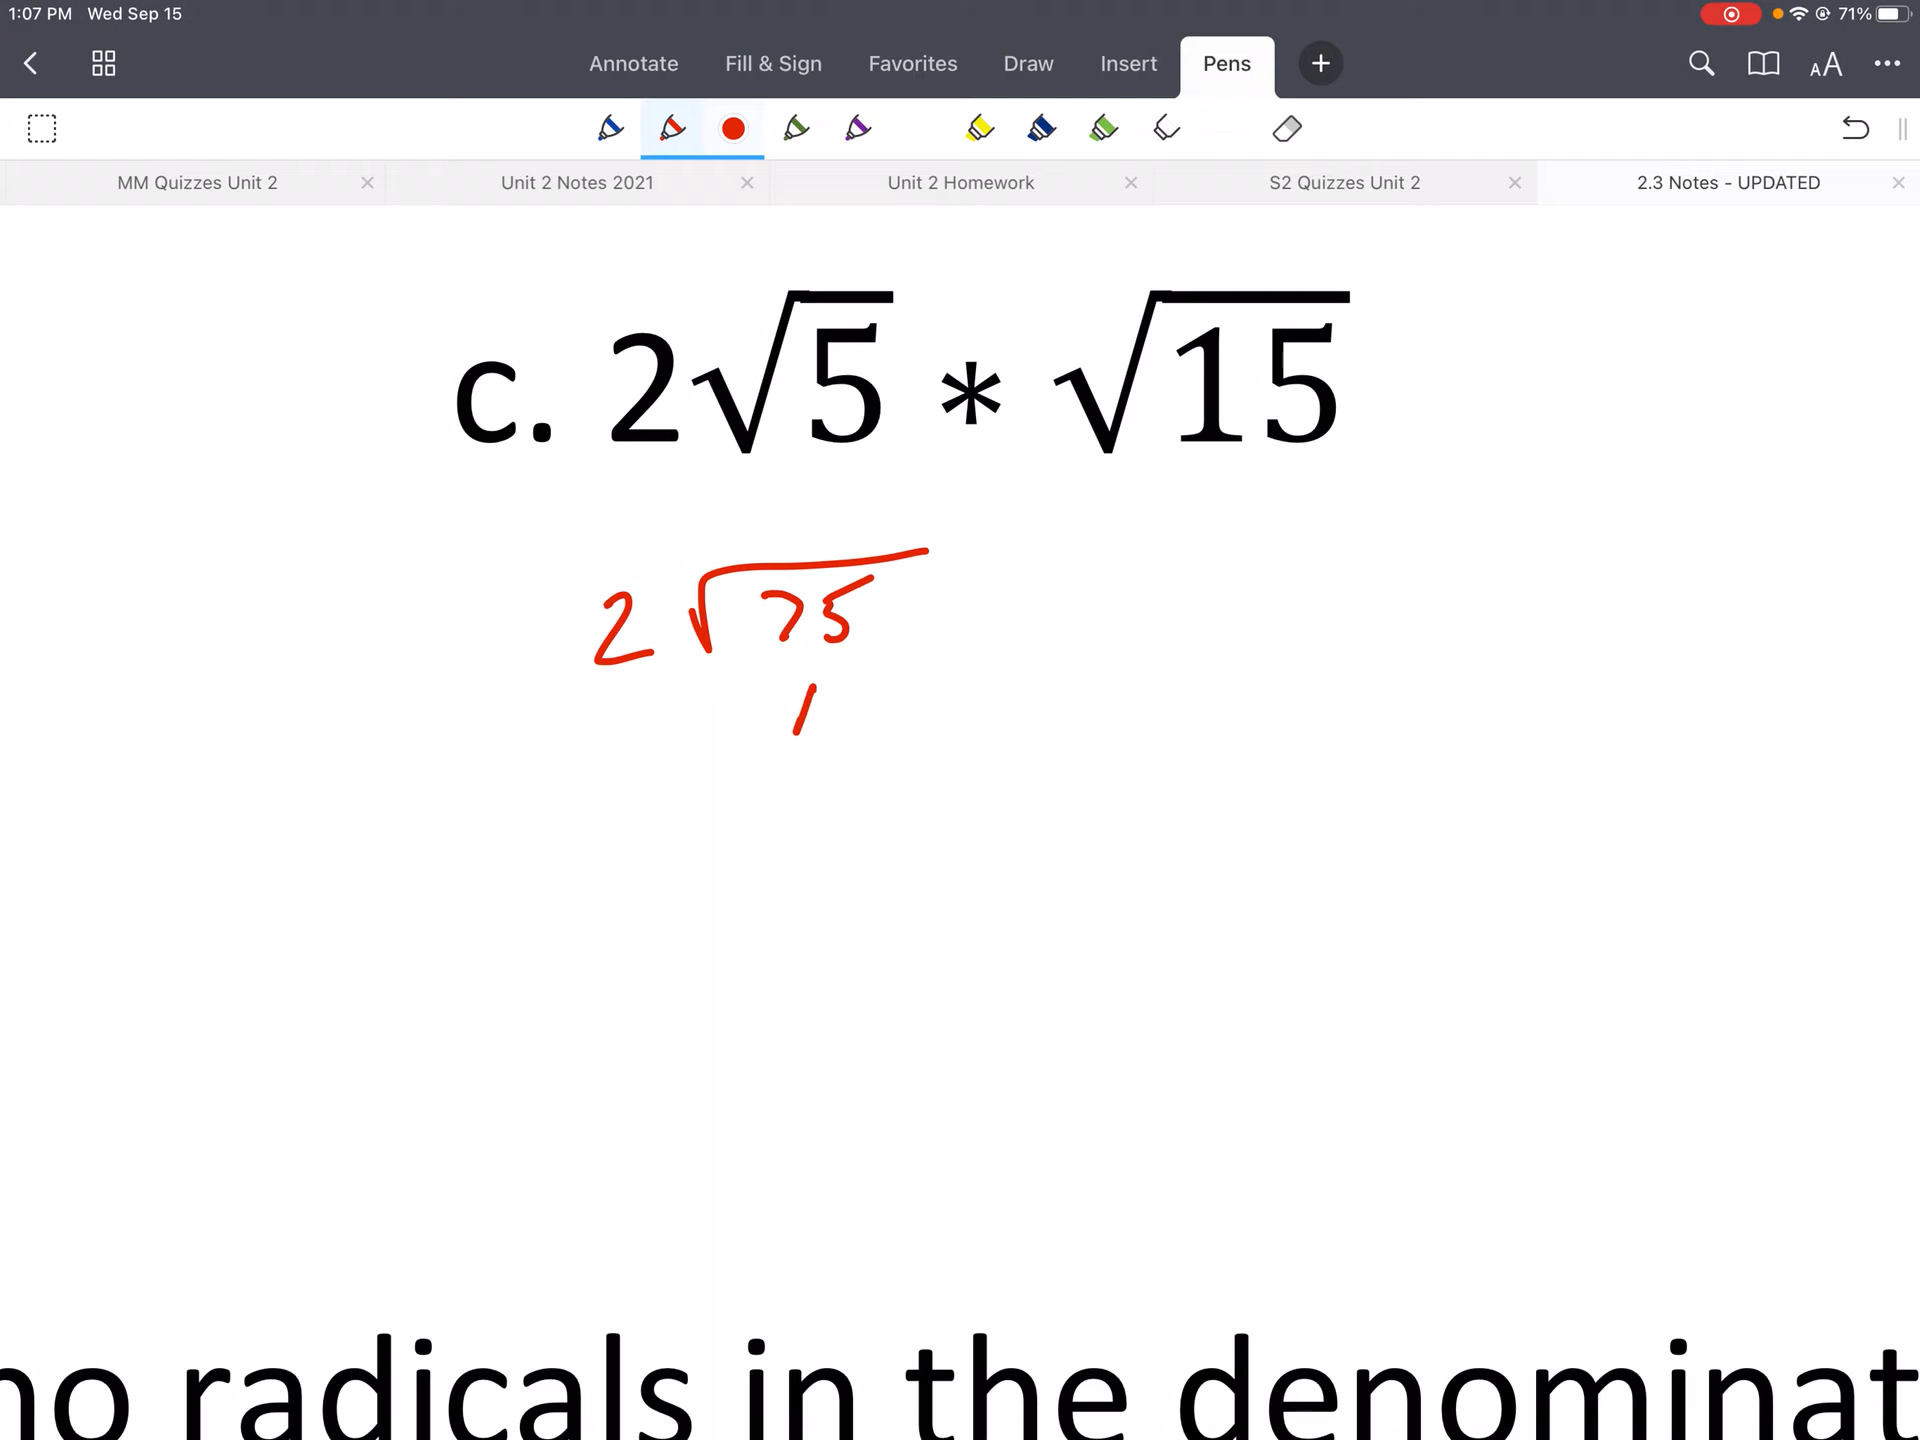 1:07 PM Wed Sep 15 71%
Annotate Fill & Sign Favorites Draw Insert Pens
AA
MM Quizzes Unit 2 Unit 2 Notes 2021 Unit 2 Homework S2 Quizzes Unit 2 2.3 Notes - UPDATED
c. 2√5 * √15
2√75
/
no radicals in the denominat